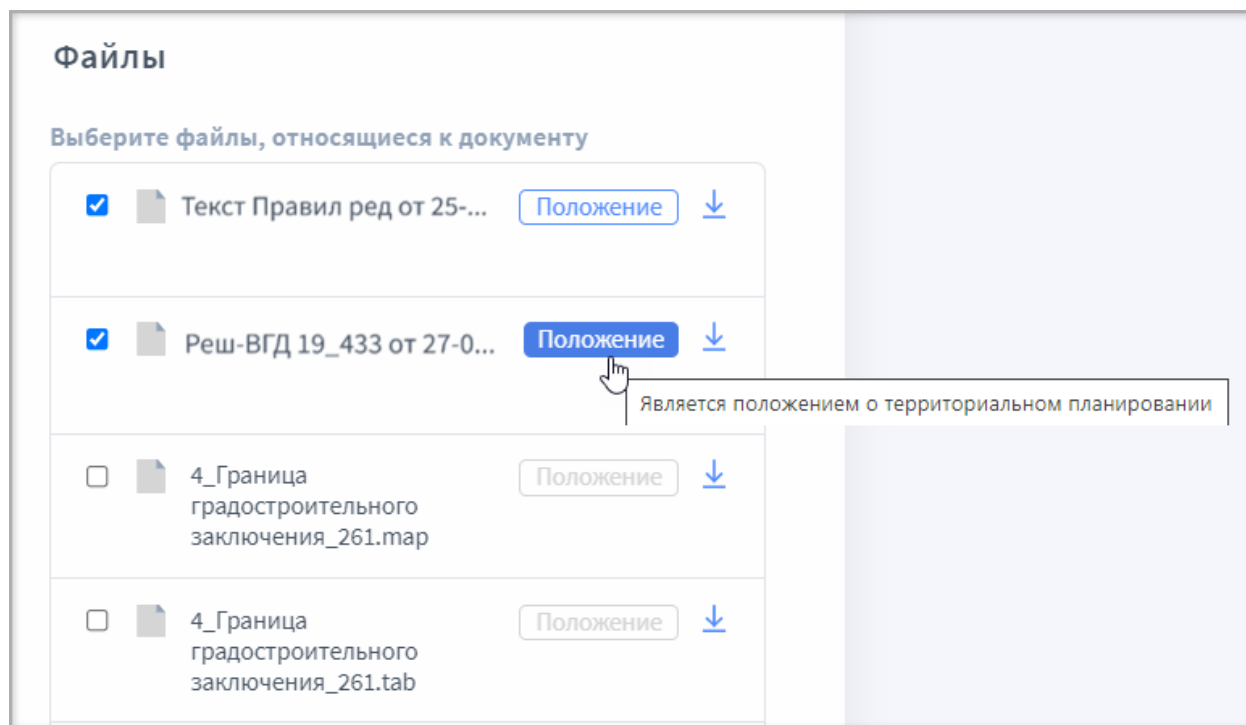 Файлы
Выберите файлы, относящиеся к документу
Текст Правил ред от 25-... Положение
Реш-ВГД 19_433 от 27-0... Положение
Является положением о территориальном планировании
4_Граница Положение
градостроительного
заключения_261.map
4_Граница Положение
градостроительного
заключения_261.tab